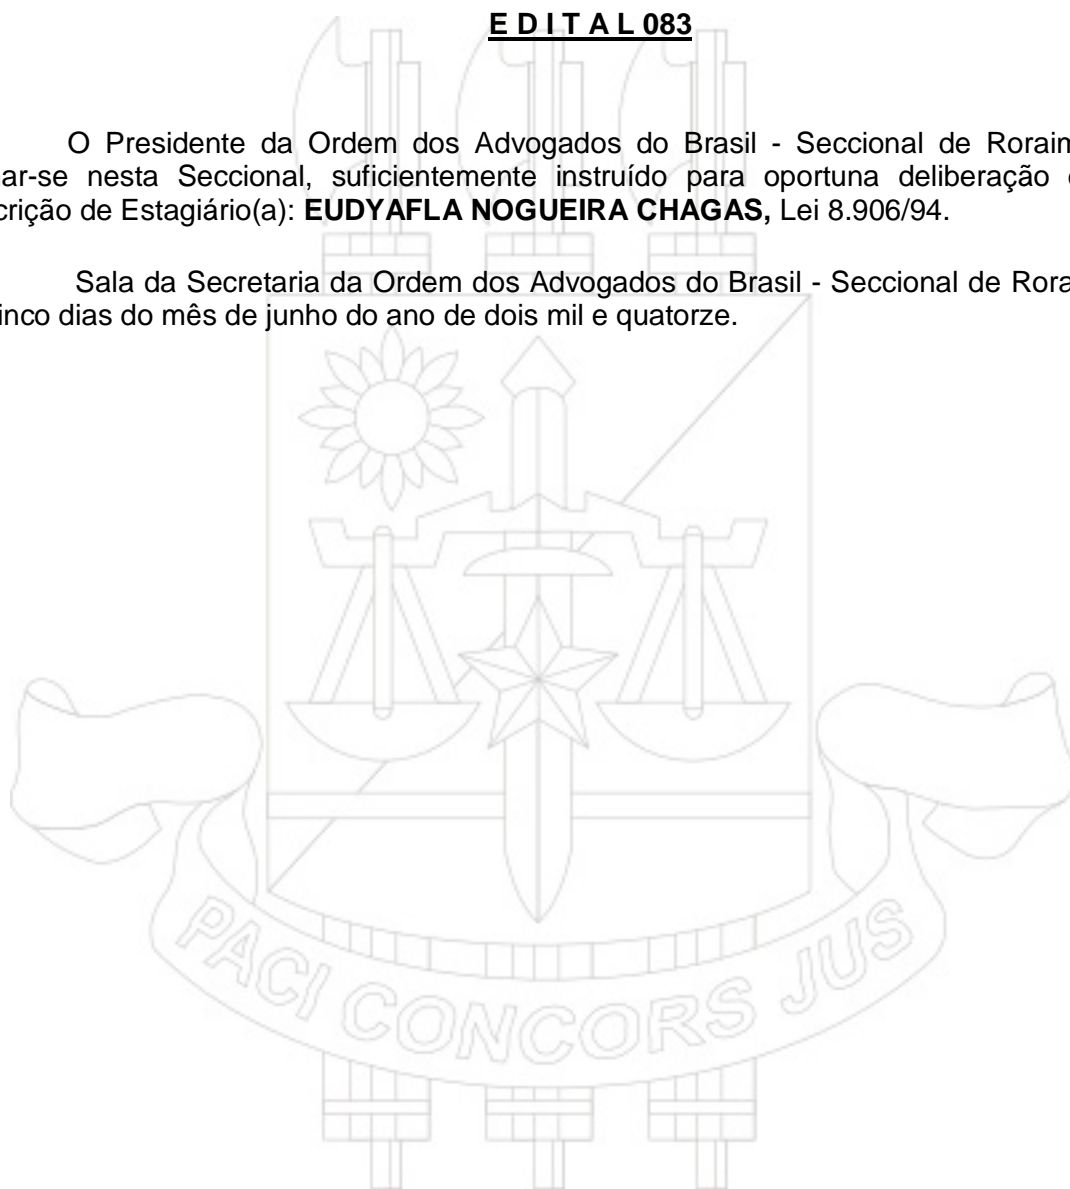 E D I T A L 083
O Presidente da Ordem dos Advogados do Brasil - Seccional de Roraim
nar-se nesta Seccional, suficientemente instruído para oportuna deliberação
crição de Estagiário(a): EUDYAFLA NOGUEIRA CHAGAS, Lei 8.906/94.
Sala da Secretaria da Ordem dos Advogados do Brasil - Seccional de Rora
inco dias do mês de junho do ano de dois mil e quatorze.
PACI CONCORS JUS